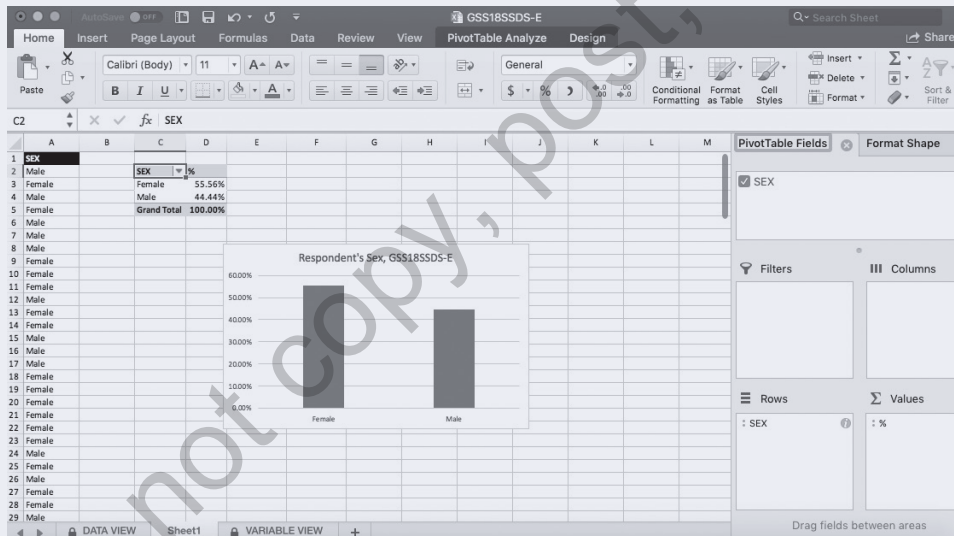 AutoSave OFF GSS18SSDS-E Search Sheet
Home Insert Page Layout Formulas Data Review View PivotTable Analyze Design Share
Paste Calibri (Body) 11 A A General Conditional Formatting Format as Table Cell Styles Insert Delete Format Sort & Filter
B I U A $ % )
C2 fx SEX
A B C D E F G H I J K L M
1 SEX
2 Male SEX %
3 Female Female 55.56%
4 Male Male 44.44%
5 Female Grand Total 100.00%
6 Male
7 Male
8 Male
9 Female
10 Female
11 Female
12 Male
13 Female
14 Female
15 Male
16 Male
17 Male
18 Female
19 Female
20 Female
21 Female
22 Female
23 Female
24 Male
25 Female
26 Male
27 Female
28 Female
29 Male
Respondent's Sex, GSS18SSDS-E
60.00%
50.00%
40.00%
30.00%
20.00%
10.00%
0.00%
Female Male
PivotTable Fields Format Shape
SEX
Filters Columns
Rows Σ Values
SEX %
Drag fields between areas
DATA VIEW Sheet1 VARIABLE VIEW +
not copy, post,